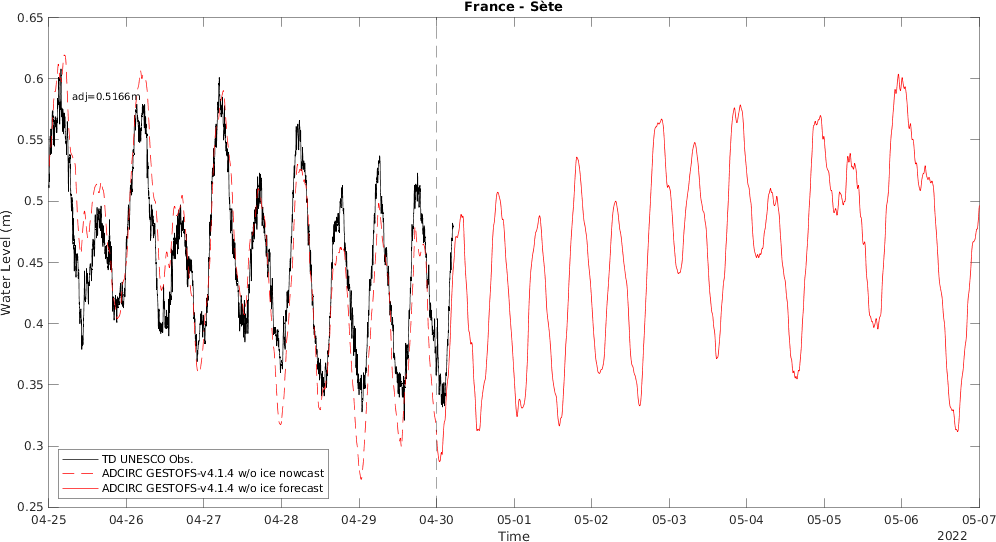 France - Sète
0.65
0.6
adj=0.5166m
0.55
0.5
0.45
0.4
0.35
0.3
0.25
Water Level (m)
TD UNESCO Obs.
ADCIRC GESTOFS-v4.1.4 w/o ice nowcast
ADCIRC GESTOFS-v4.1.4 w/o ice forecast
04-25 04-26 04-27 04-28 04-29 04-30 05-01 05-02 05-03 05-04 05-05 05-06 05-07
Time
2022